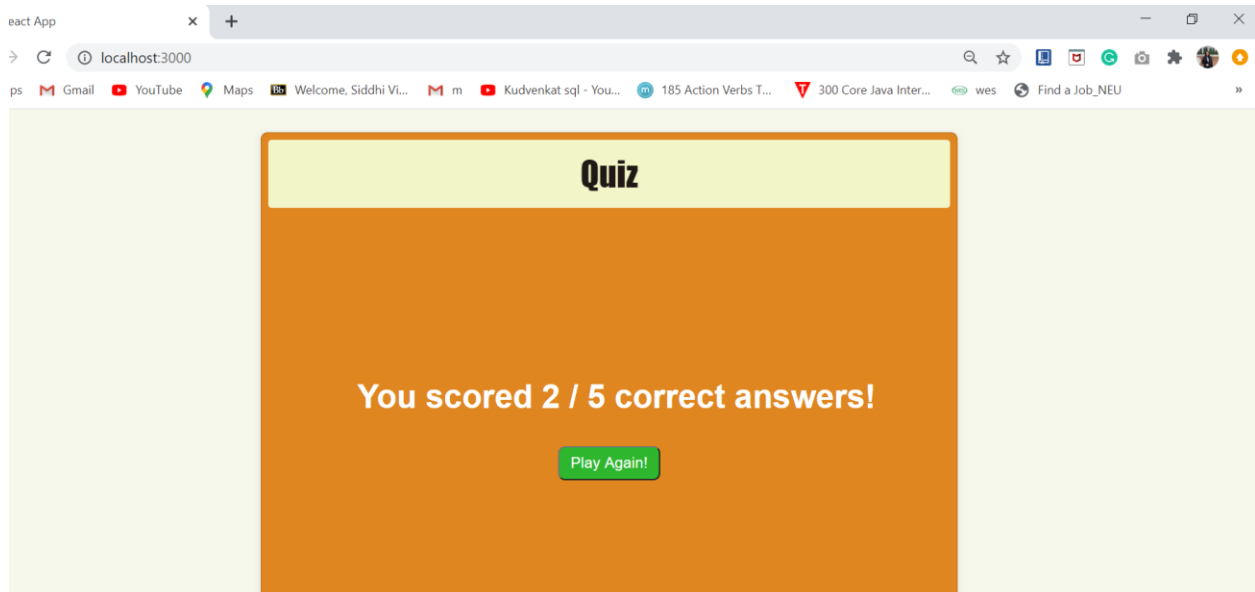 eact App
localhost:3000
ps Gmail YouTube Maps Bb Welcome, Siddhi Vi... m Kudvenkat sql - You... m 185 Action Verbs T... 300 Core Java Inter... wes Find a Job_NEU »
Quiz
You scored 2 / 5 correct answers!
Play Again!